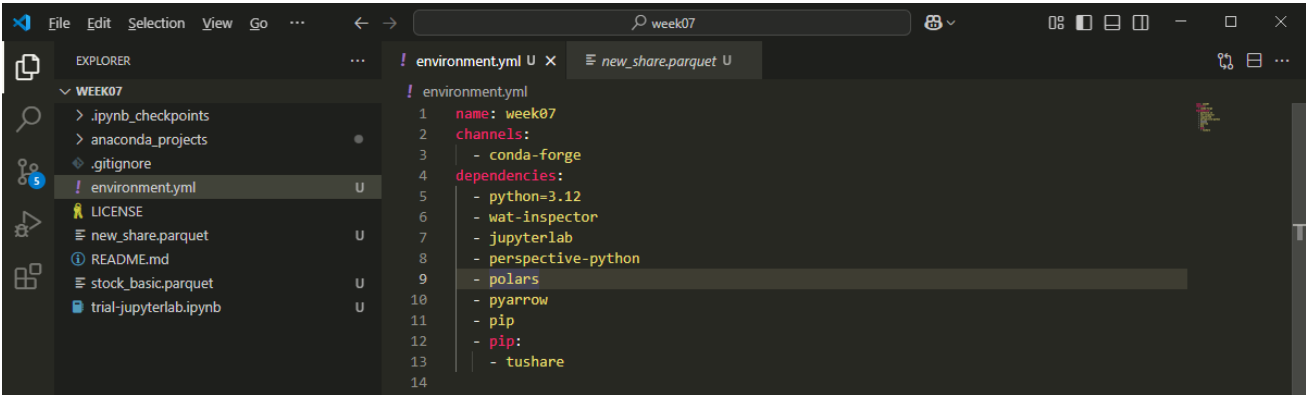 File Edit Selection View Go ··· week07
EXPLORER ···
WEEK07
.ipynb_checkpoints
anaconda_projects
.gitignore
! environment.yml U
LICENSE
new_share.parquet U
README.md
stock_basic.parquet U
trial-jupyterlab.ipynb U
5
! environment.yml U new_share.parquet U
! environment.yml
1 name: week07
2 channels:
3 - conda-forge
4 dependencies:
5 - python=3.12
6 - wat-inspector
7 - jupyterlab
8 - perspective-python
9 - polars
10 - pyarrow
11 - pip
12 - pip:
13 - tushare
14